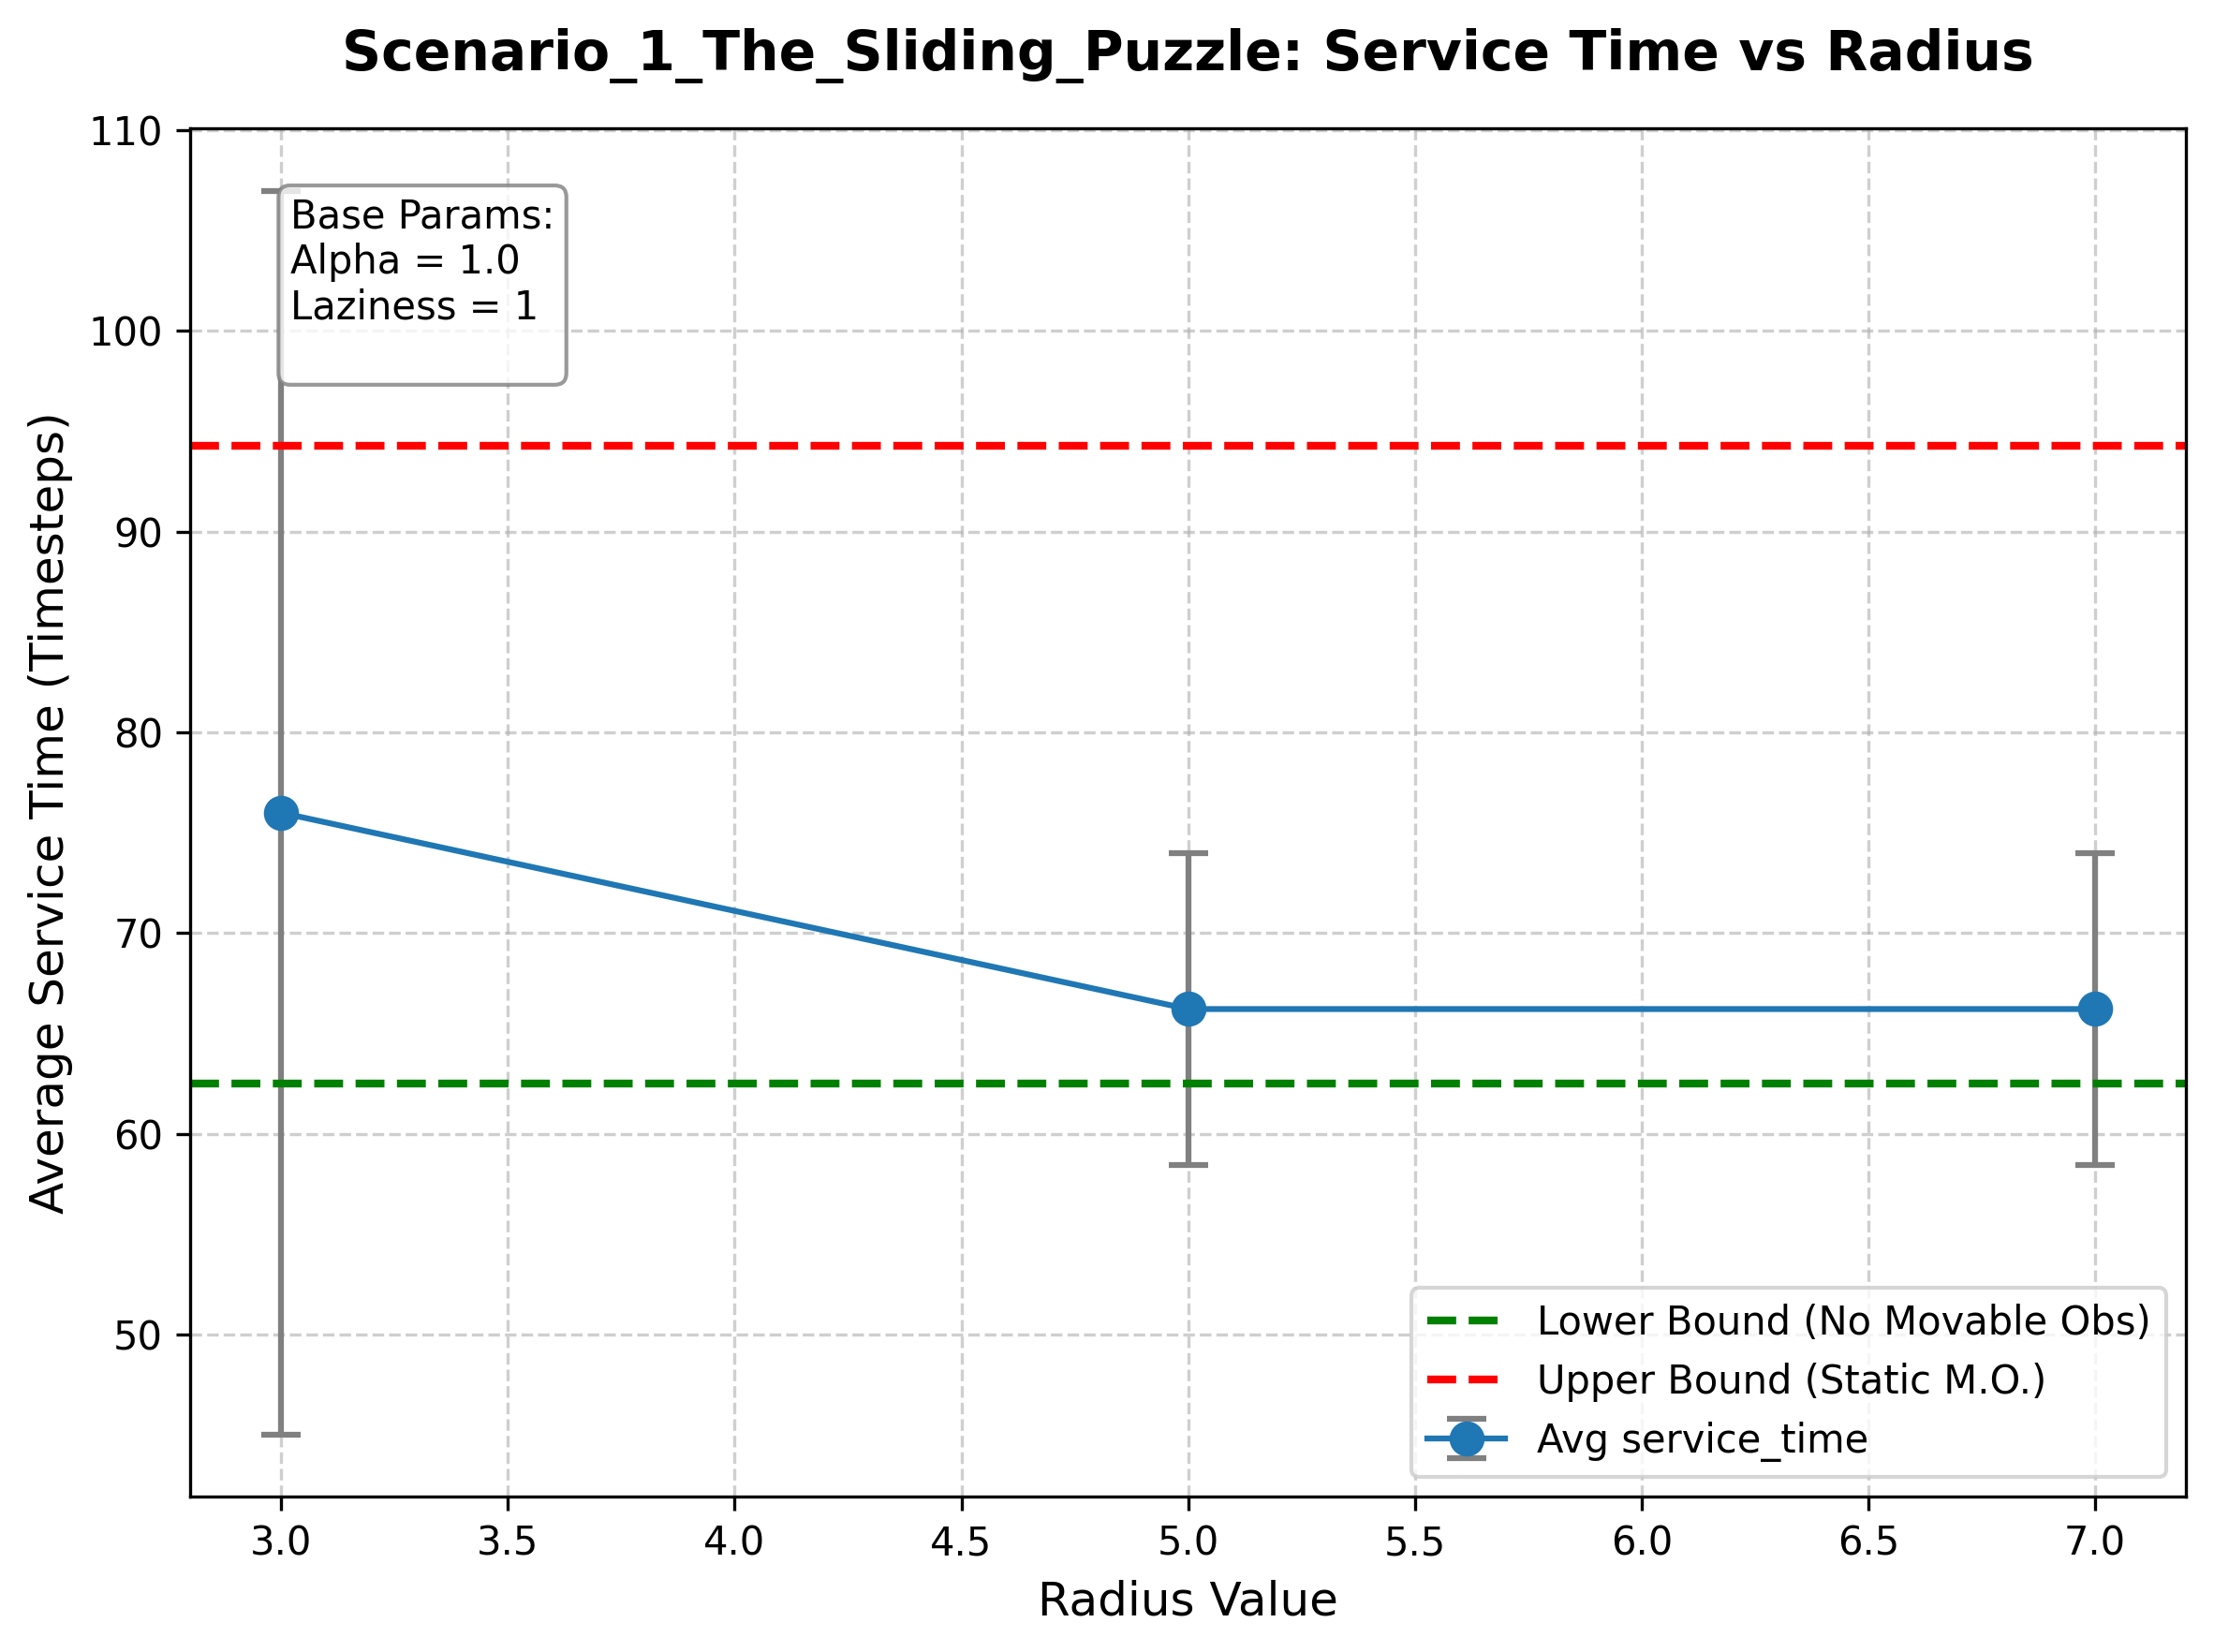 Scenario_1_The_Sliding_Puzzle: Service Time vs Radius
Average Service Time (Timesteps)
110
100
90
80
70
60
50
Base Params:
Alpha = 1.0
Laziness = 1
Lower Bound (No Movable Obs)
Upper Bound (Static M.O.)
Avg service_time
3.0 3.5 4.0 4.5 5.0 5.5 6.0 6.5 7.0
Radius Value